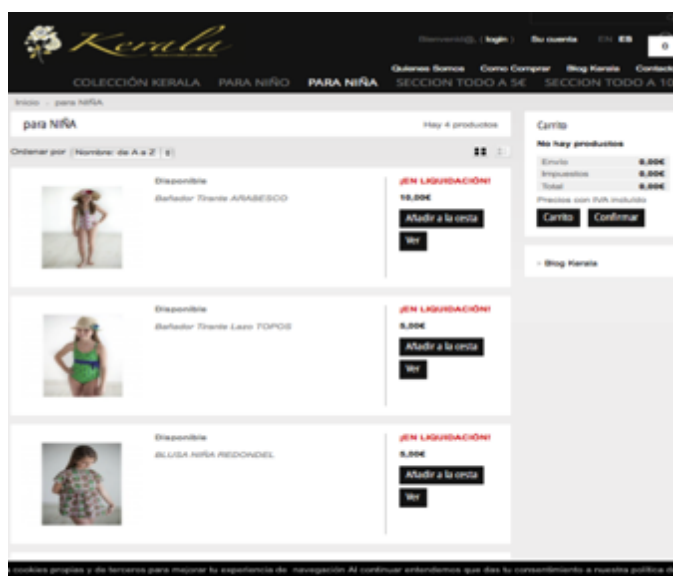 Kerala
Bienvenid@, ( login ) Su cuenta EN ES
0
Quienes Somos Como Comprar Blog Kerala Contacto
COLECCIÓN KERALA PARA NIÑO PARA NIÑA SECCION TODO A 5€ SECCION TODO A 10
Inicio para NIÑA
para NIÑA Hay 4 productos
Ordenar por Nombre: de A a Z
Disponible
Bañador Tirante ARABESCO
¡EN LIQUIDACIÓN!
10,00€
Añadir a la cesta
Ver
Disponible
Bañador Tirante Lazo TOPOS
¡EN LIQUIDACIÓN!
5,00€
Añadir a la cesta
Ver
Disponible
BLUSA NIÑA REDONDEL
¡EN LIQUIDACIÓN!
5,00€
Añadir a la cesta
Ver
Carrito
No hay productos
Envío 0,00€
Impuestos 0,00€
Total 0,00€
Precios con IVA incluído
Carrito Confirmar
Blog Kerala
cookies propias y de terceros para mejorar tu experiencia de navegación Al continuar entendemos que das tu consentimiento a nuestra política d